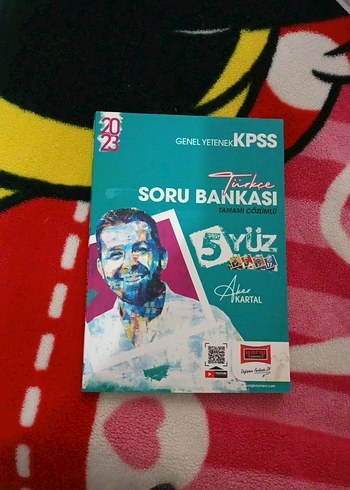 2023
GENEL YETENEK KPSS
Türkçe
SORU BANKASI
TAMAMI ÇÖZÜMLÜ
5 YÜZ
Aker
KARTAL